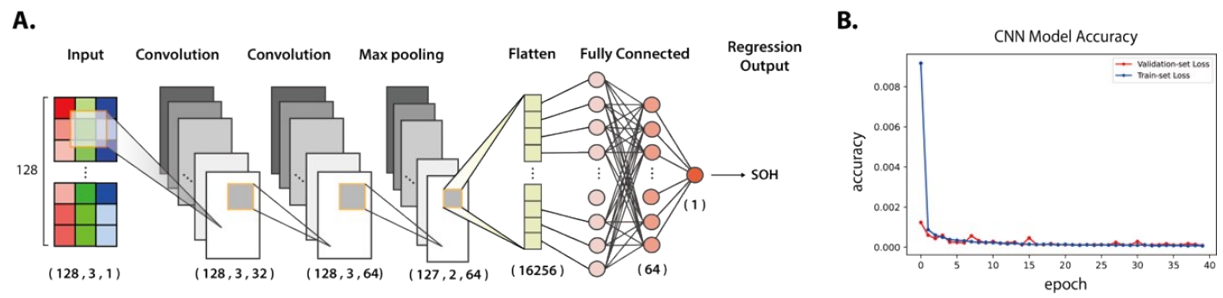 A.
Input
Convolution
Convolution
Max pooling
Flatten
Fully Connected
Regression
Output
128
SOH
( 1 )
( 128 , 3 , 1 )
( 128 , 3 , 32 )
( 128 , 3 , 64 )
( 127 , 2 , 64 )
( 16256 )
( 64 )
B.
CNN Model Accuracy
Validation-set Loss
Train-set Loss
accuracy
0.008
0.006
0.004
0.002
0.000
0 5 10 15 20 25 30 35 40
epoch